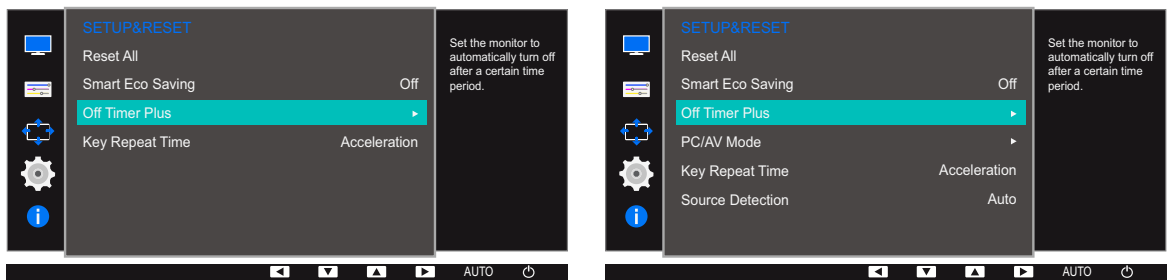 SETUP&RESET
Reset All
Smart Eco Saving Off
Off Timer Plus
Key Repeat Time Acceleration
Set the monitor to
automatically turn off
after a certain time
period.
AUTO
SETUP&RESET
Reset All
Smart Eco Saving Off
Off Timer Plus
PC/AV Mode
Key Repeat Time Acceleration
Source Detection Auto
Set the monitor to
automatically turn off
after a certain time
period.
AUTO